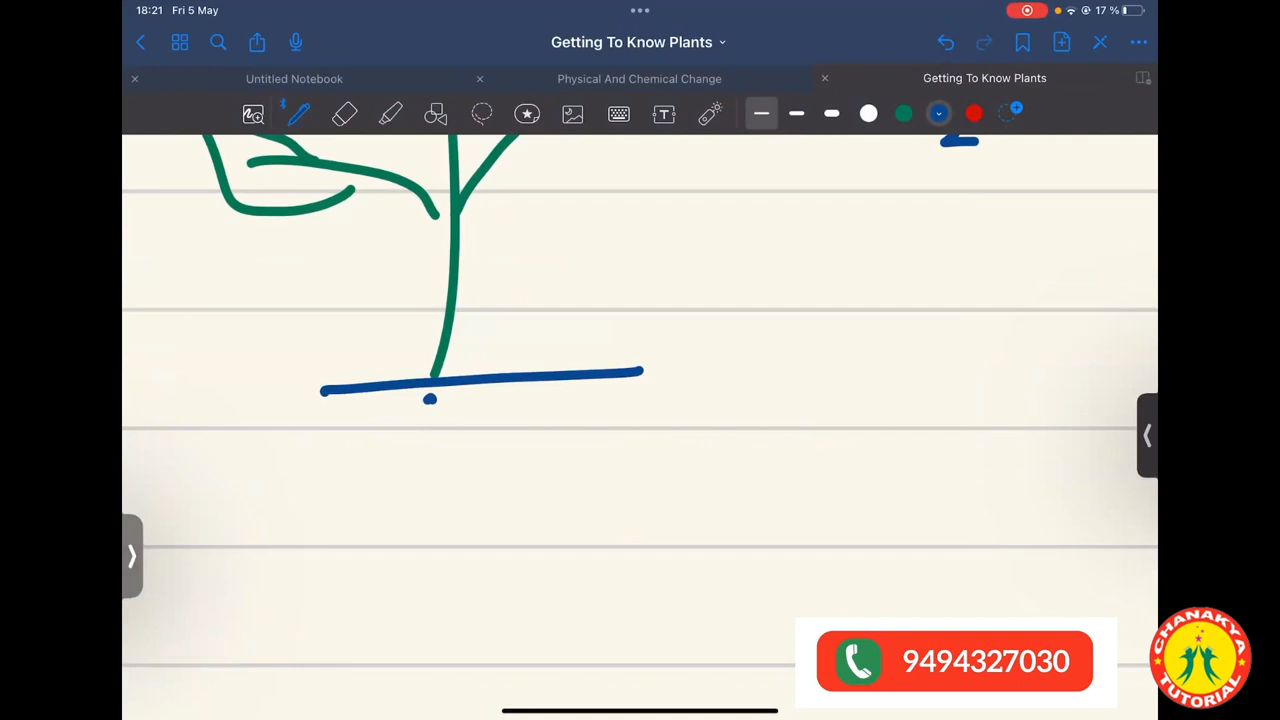 18:21 Fri 5 May
17 %
Getting To Know Plants
Untitled Notebook
Physical And Chemical Change
Getting To Know Plants
T
9494327030
CHANAKYA
TUTORIAL